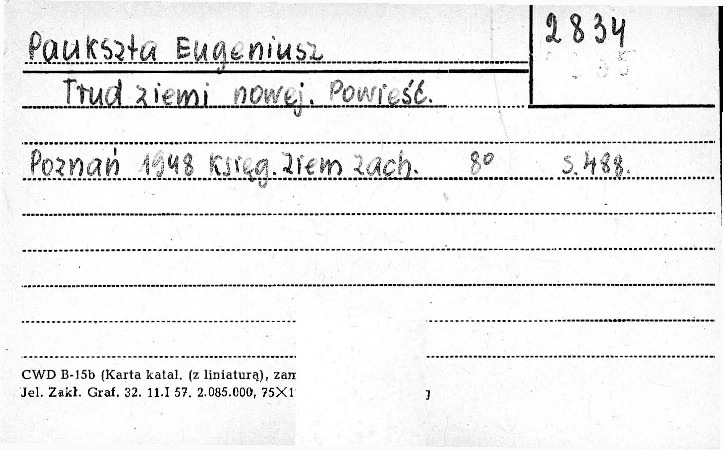 Paukszta Eugeniusz
2834
Trud ziemi nowej. Powieść.
Poznań 1948 Księg. Ziem Zach. 8° s. 488.
CWD B-15b (Karta katal. (z liniaturą), zam
Jel. Zakł. Graf. 32. 11.I 57. 2.085.000, 75X1